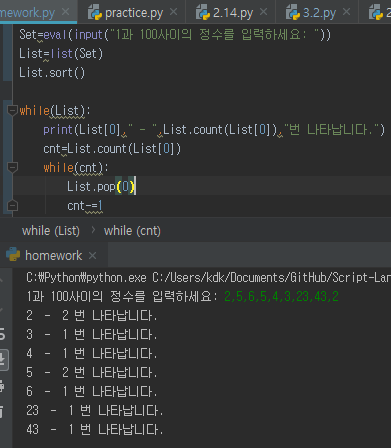 mework.py practice.py 2.14.py 3.2.py
Set=eval(input("1과 100사이의 정수를 입력하세요: "))
List=list(Set)
List.sort()
while(List):
print(List[0]," - ",List.count(List[0]),"번 나타납니다.")
cnt=List.count(List[0])
while(cnt):
List.pop(0)
cnt-=1
while (List) › while (cnt)
homework
C:₩Python₩python.exe C:/Users/kdk/Documents/GitHub/Script-Lan
1과 100사이의 정수를 입력하세요: 2,5,6,5,4,3,23,43,2
2 - 2 번 나타납니다.
3 - 1 번 나타납니다.
4 - 1 번 나타납니다.
5 - 2 번 나타납니다.
6 - 1 번 나타납니다.
23 - 1 번 나타납니다.
43 - 1 번 나타납니다.